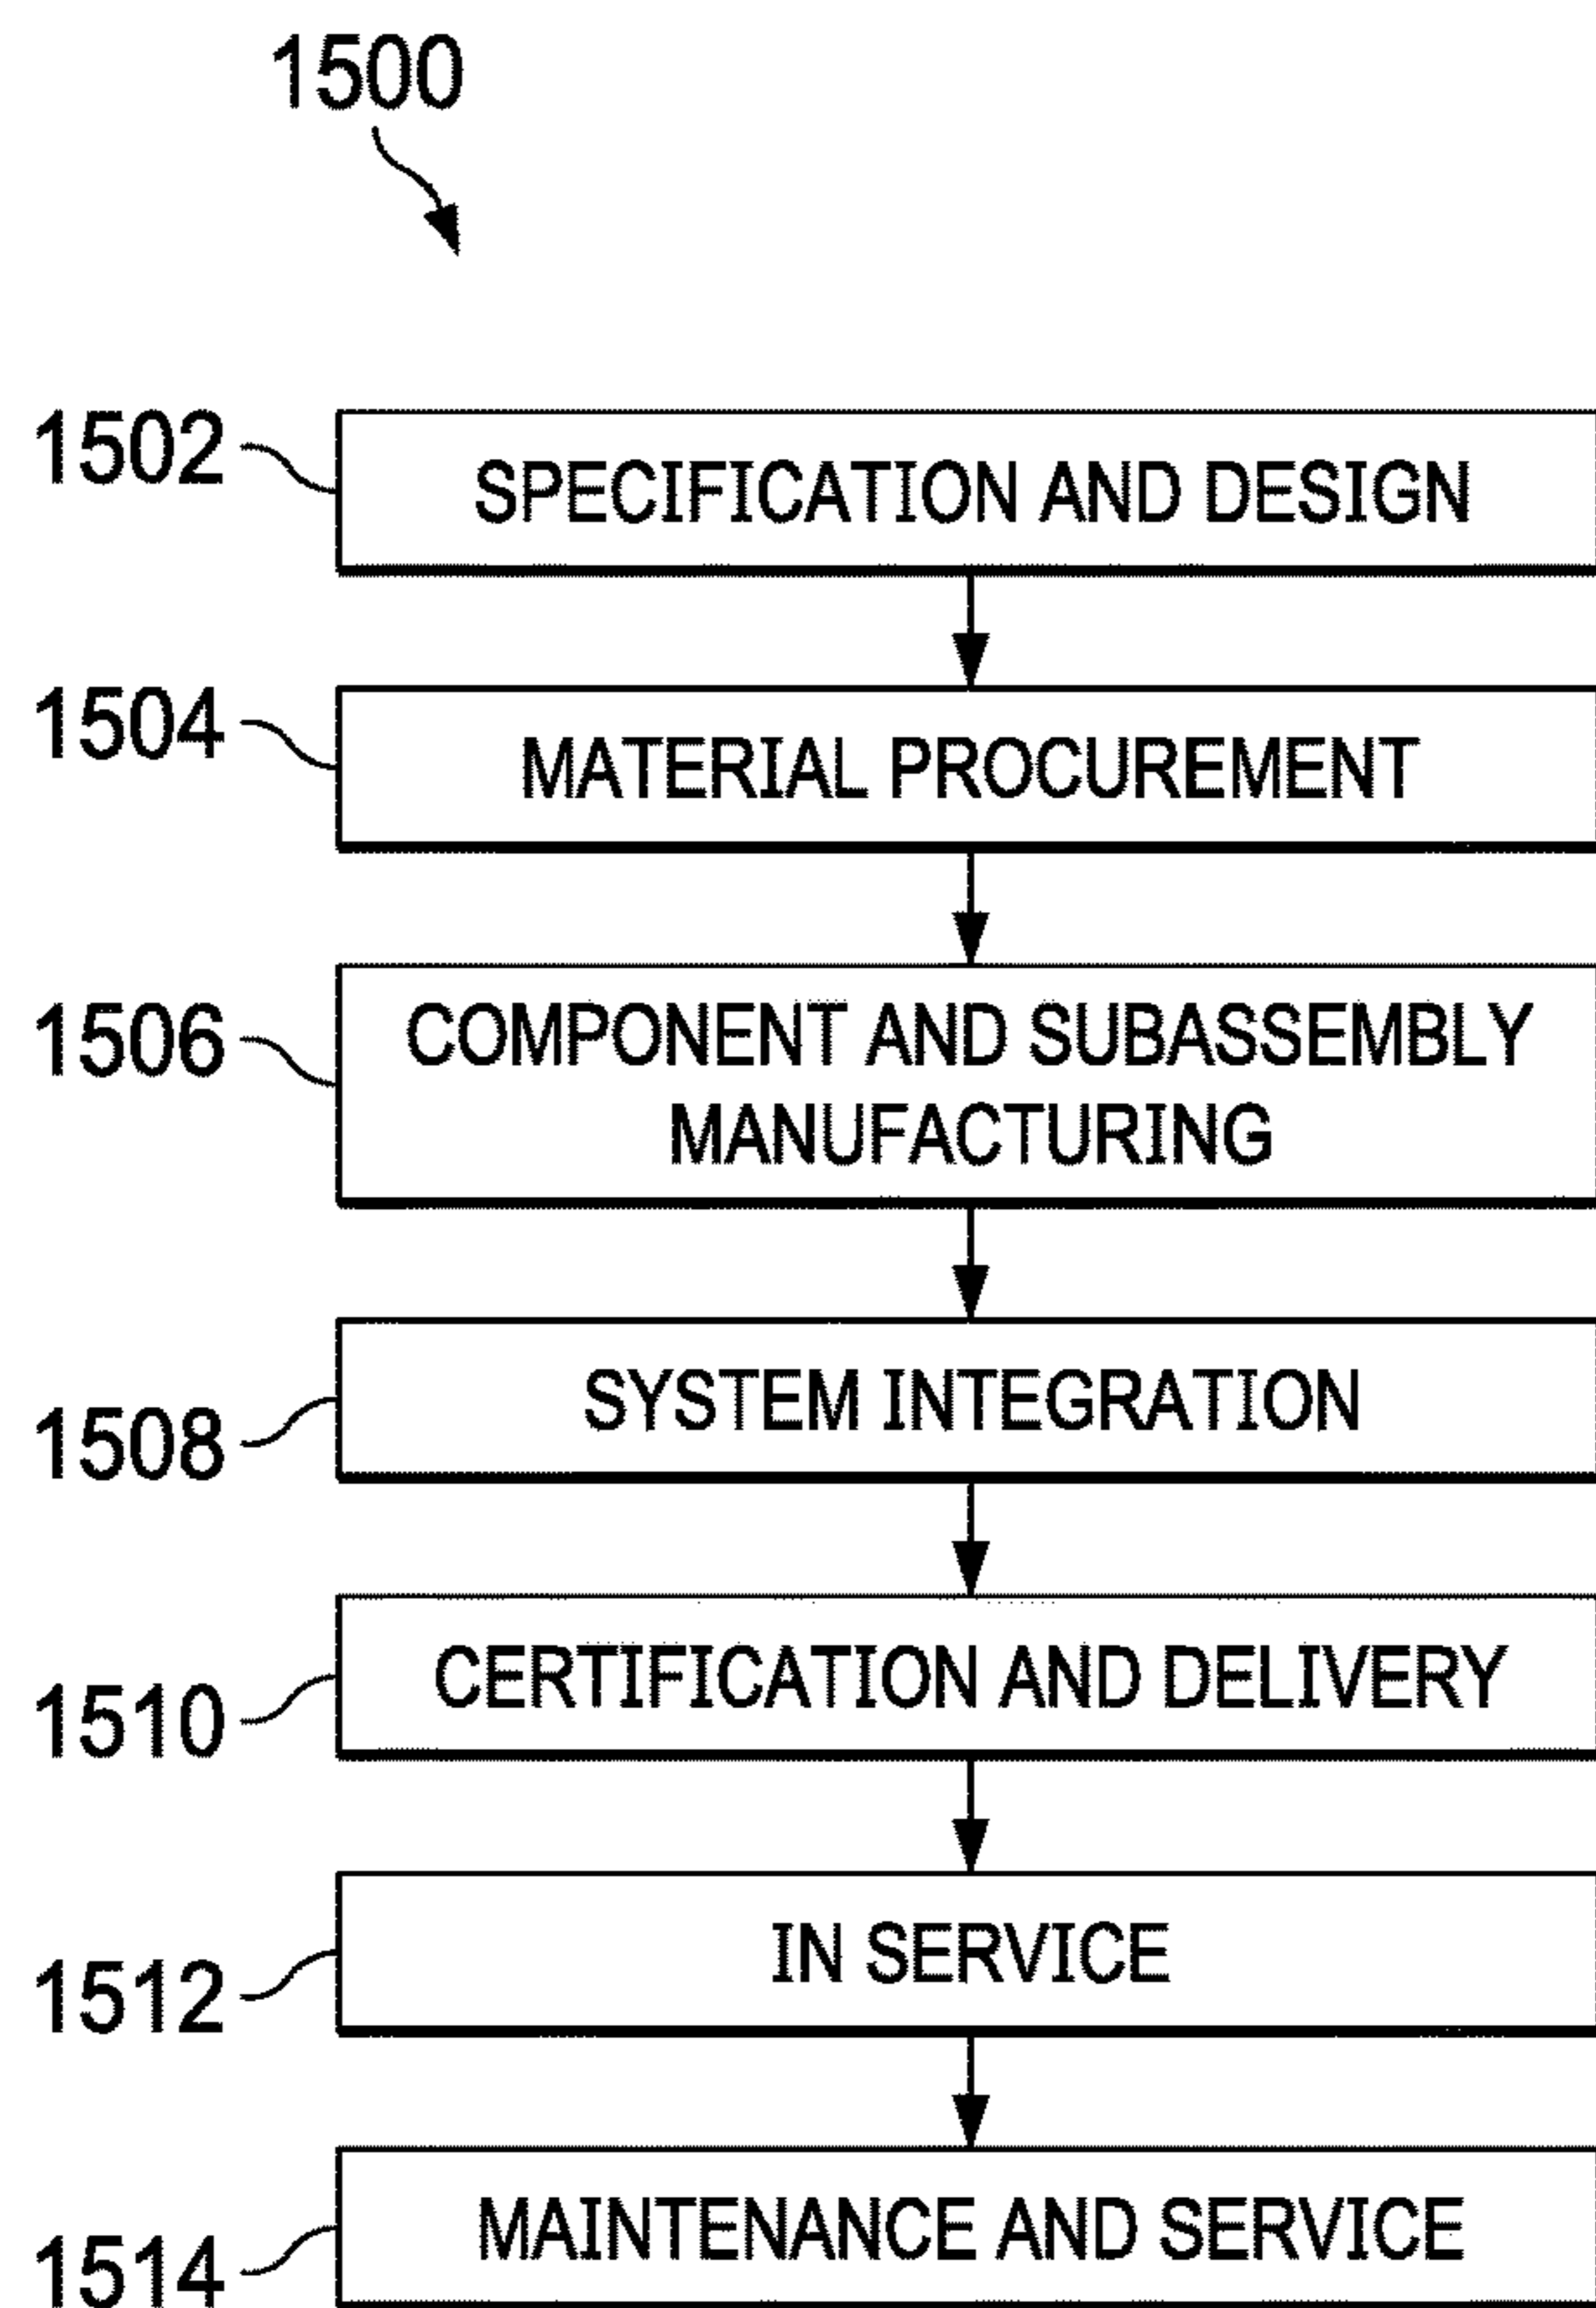 1500
1502
SPECIFICATION AND DESIGN
1504
MATERIAL PROCUREMENT
1506
COMPONENT AND SUBASSEMBLY
MANUFACTURING
1508
SYSTEM INTEGRATION
1510
CERTIFICATION AND DELIVERY
1512
IN SERVICE
1514
MAINTENANCE AND SERVICE